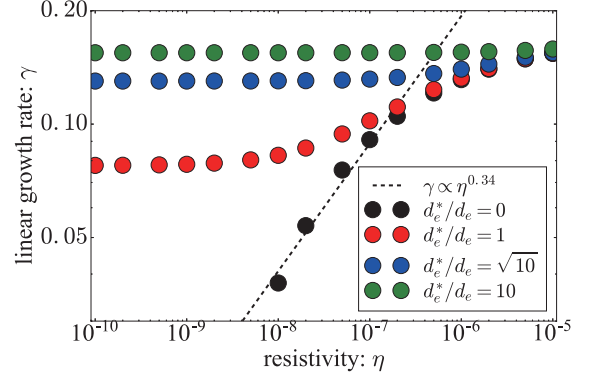 0.20
0.10
0.05
linear growth rate: γ
γ ∝ η^0.34
d_e^*/d_e = 0
d_e^*/d_e = 1
d_e^*/d_e = √10
d_e^*/d_e = 10
10^-10 10^-9 10^-8 10^-7 10^-6 10^-5
resistivity: η